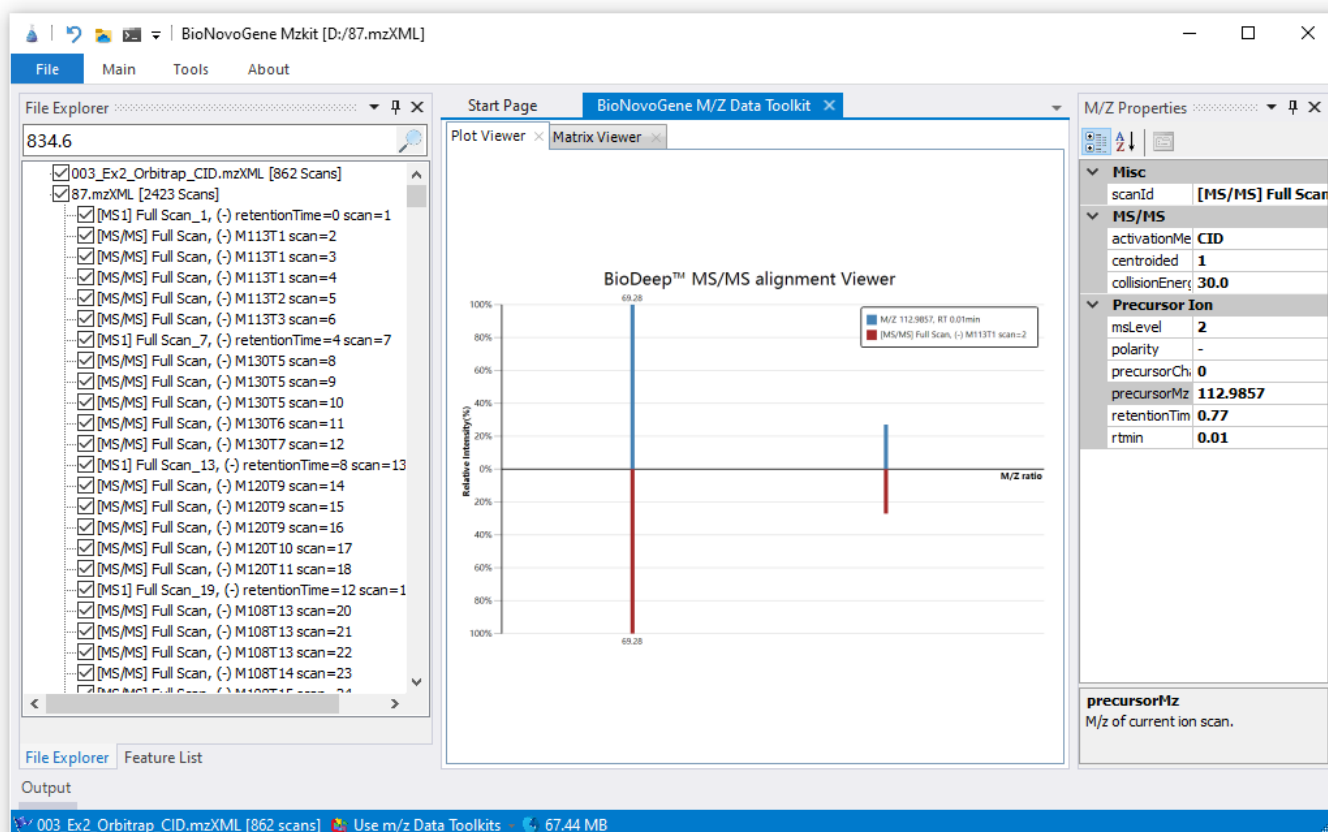 BioNovoGene Mzkit [D:/87.mzXML]
File Main Tools About
File Explorer
834.6
003_Ex2_Orbitrap_CID.mzXML [862 Scans]
87.mzXML [2423 Scans]
[MS1] Full Scan_1, (-) retentionTime=0 scan=1
[MS/MS] Full Scan, (-) M113T1 scan=2
[MS/MS] Full Scan, (-) M113T1 scan=3
[MS/MS] Full Scan, (-) M113T1 scan=4
[MS/MS] Full Scan, (-) M113T2 scan=5
[MS/MS] Full Scan, (-) M113T3 scan=6
[MS1] Full Scan_7, (-) retentionTime=4 scan=7
[MS/MS] Full Scan, (-) M130T5 scan=8
[MS/MS] Full Scan, (-) M130T5 scan=9
[MS/MS] Full Scan, (-) M130T5 scan=10
[MS/MS] Full Scan, (-) M130T6 scan=11
[MS/MS] Full Scan, (-) M130T7 scan=12
[MS1] Full Scan_13, (-) retentionTime=8 scan=13
[MS/MS] Full Scan, (-) M120T9 scan=14
[MS/MS] Full Scan, (-) M120T9 scan=15
[MS/MS] Full Scan, (-) M120T9 scan=16
[MS/MS] Full Scan, (-) M120T10 scan=17
[MS/MS] Full Scan, (-) M120T11 scan=18
[MS1] Full Scan_19, (-) retentionTime=12 scan=1
[MS/MS] Full Scan, (-) M108T13 scan=20
[MS/MS] Full Scan, (-) M108T13 scan=21
[MS/MS] Full Scan, (-) M108T13 scan=22
[MS/MS] Full Scan, (-) M108T14 scan=23
[MS/MS] Full Scan, (-) M108T15 scan=24
File Explorer Feature List
Start Page BioNovoGene M/Z Data Toolkit
Plot Viewer Matrix Viewer
BioDeep™ MS/MS alignment Viewer
69.28
M/Z 112.9857, RT 0.01min
[MS/MS] Full Scan, (-) M113T1 scan=2
Relative Intensity(%)
100%
80%
60%
40%
20%
0%
20%
40%
60%
80%
100%
M/Z ratio
69.28
M/Z Properties
Misc
scanId [MS/MS] Full Scan
MS/MS
activationMe CID
centroided 1
collisionEnerg 30.0
Precursor Ion
msLevel 2
polarity -
precursorCha 0
precursorMz 112.9857
retentionTim 0.77
rtmin 0.01
precursorMz
M/z of current ion scan.
Output
003_Ex2_Orbitrap_CID.mzXML [862 scans] Use m/z Data Toolkits 67.44 MB